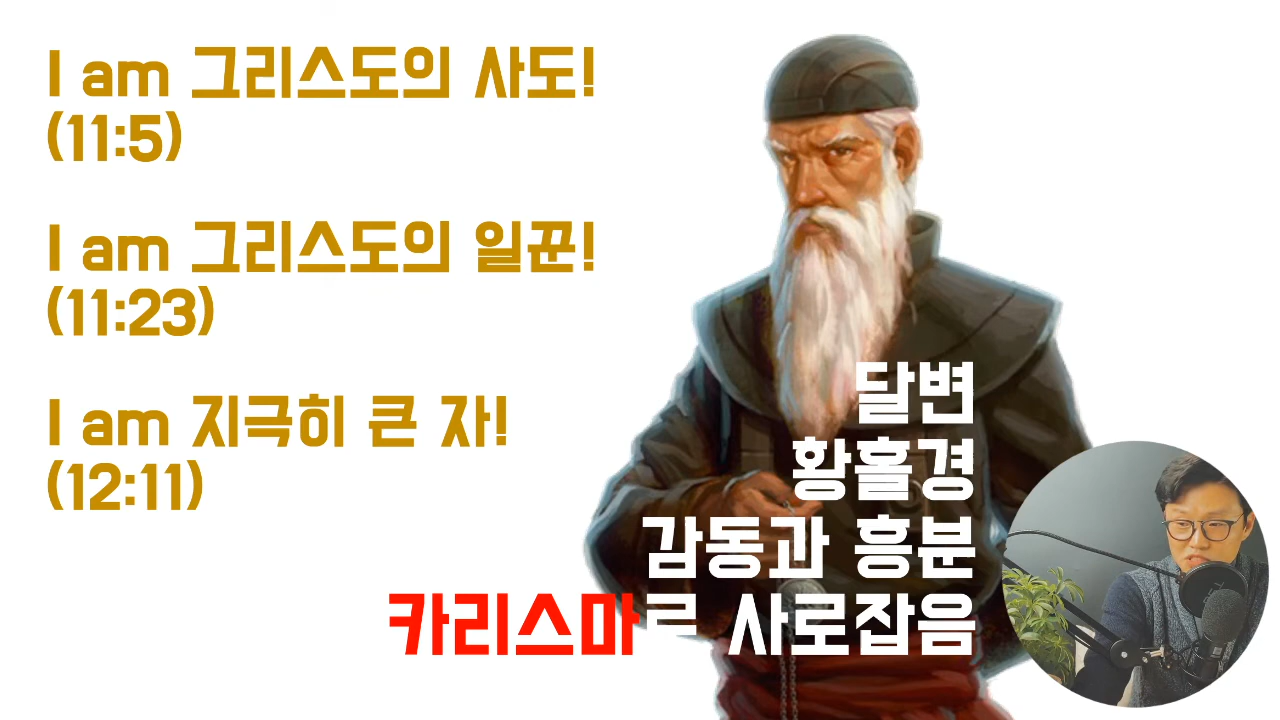 I am 그리스도의 사도!
(11:5)
I am 그리스도의 일꾼!
(11:23)
I am 지극히 큰 자!
(12:11)
달변
황홀경
감동과 흥분
카리스마로 사로잡음